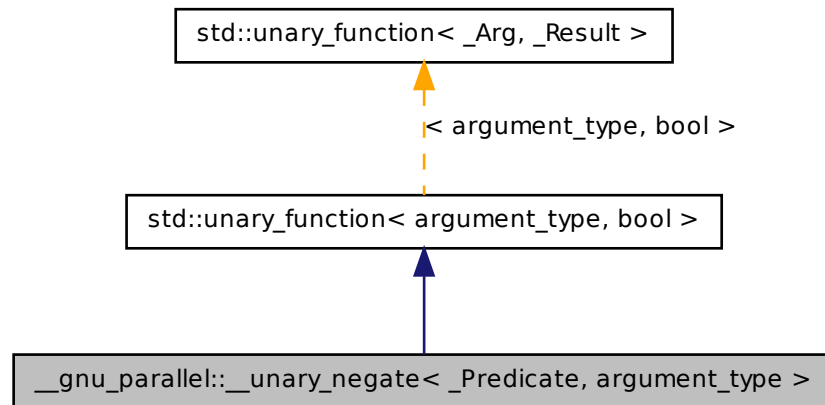 std::unary_function< _Arg, _Result >
< argument_type, bool >
std::unary_function< argument_type, bool >
__gnu_parallel::__unary_negate< _Predicate, argument_type >